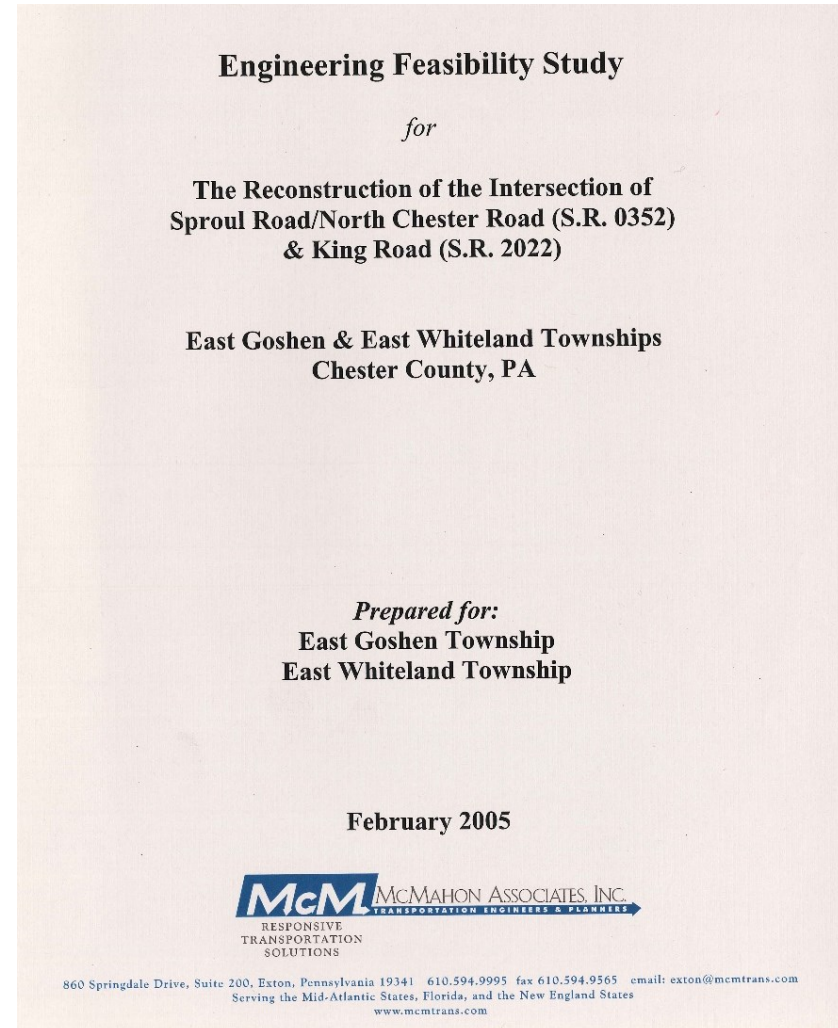 Engineering Feasibility Study
for
The Reconstruction of the Intersection of
Sproul Road/North Chester Road (S.R. 0352)
& King Road (S.R. 2022)
East Goshen & East Whiteland Townships
Chester County, PA
Prepared for:
East Goshen Township
East Whiteland Township
February 2005
McM McMahon Associates, Inc.
TRANSPORTATION ENGINEERS & PLANNERS
RESPONSIVE
TRANSPORTATION
SOLUTIONS
860 Springdale Drive, Suite 200, Exton, Pennsylvania 19341 610.594.9995 fax 610.594.9565 email: exton@mcmtrans.com
Serving the Mid-Atlantic States, Florida, and the New England States
www.mcmtrans.com